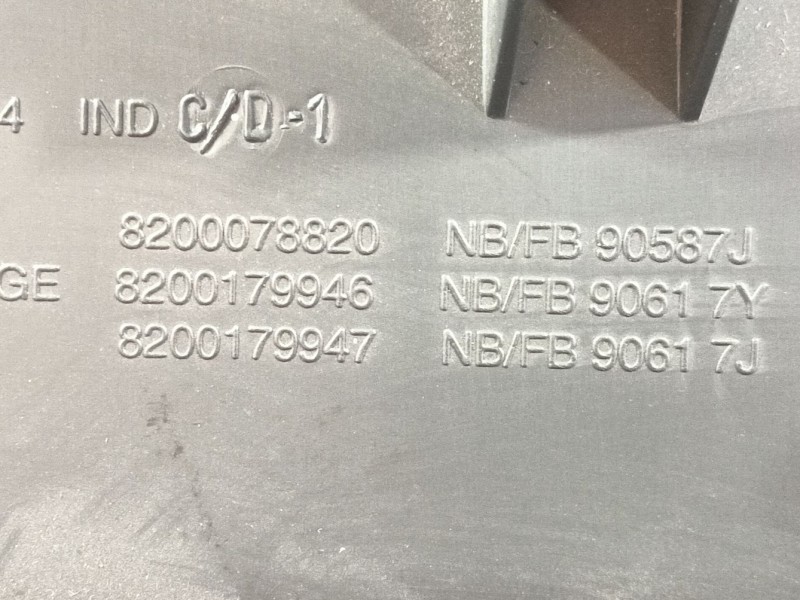 4 IND C/D-1
8200078820 NB/FB 90587J
GE 8200179946 NB/FB 9061 7Y
8200179947 NB/FB 9061 7J